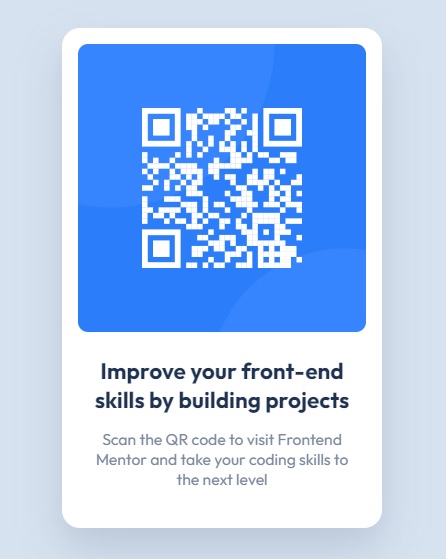 Improve your front-end
skills by building projects
Scan the QR code to visit Frontend
Mentor and take your coding skills to
the next level